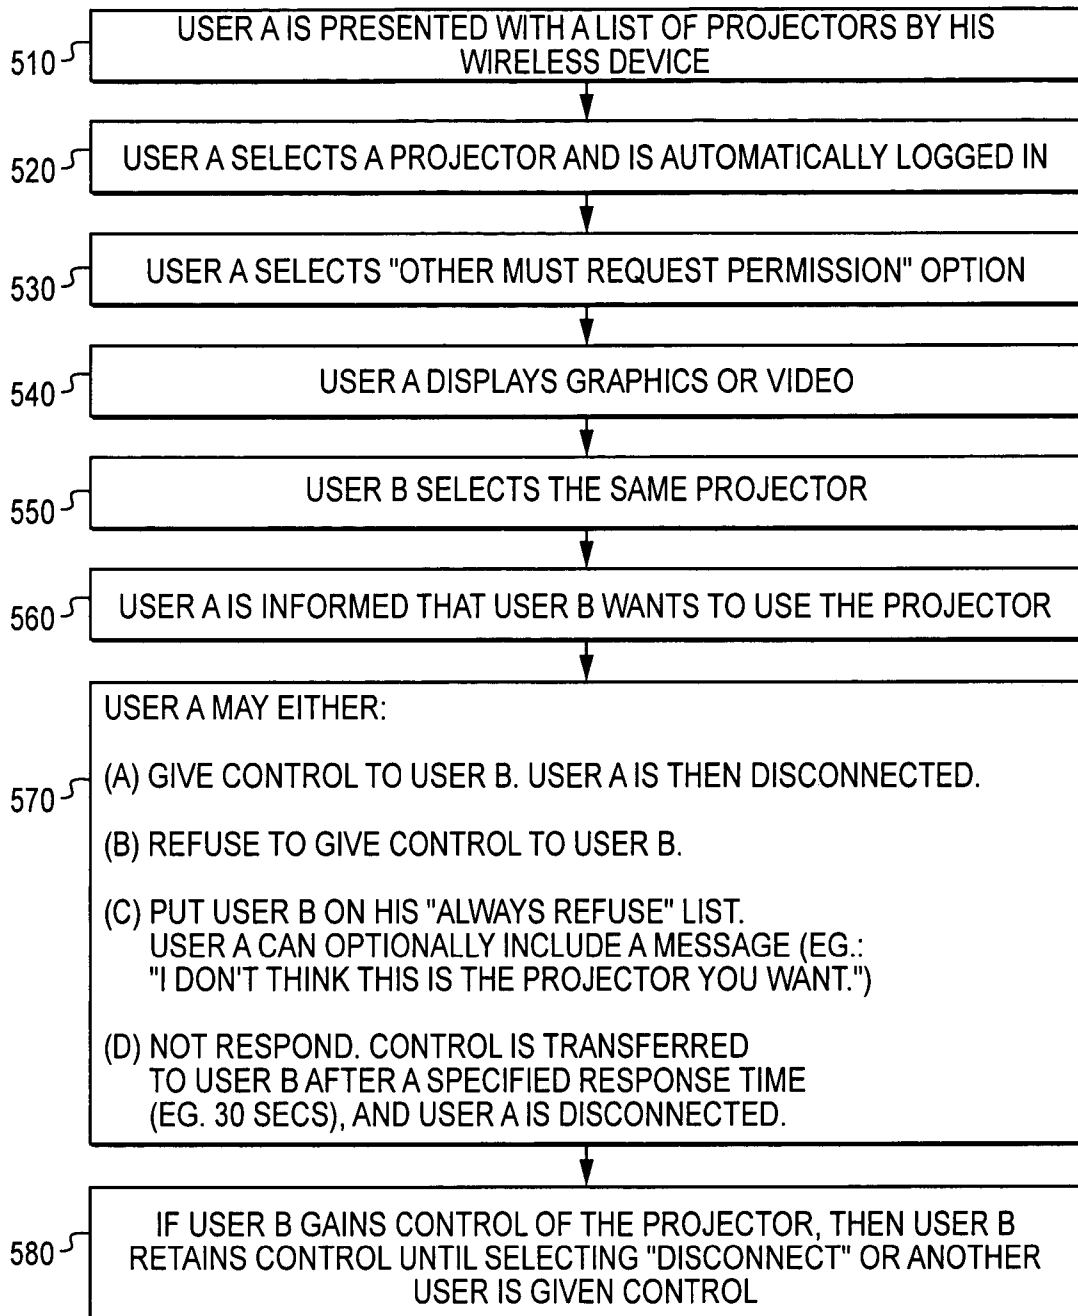 510
USER A IS PRESENTED WITH A LIST OF PROJECTORS BY HIS
WIRELESS DEVICE
520
USER A SELECTS A PROJECTOR AND IS AUTOMATICALLY LOGGED IN
530
USER A SELECTS "OTHER MUST REQUEST PERMISSION" OPTION
540
USER A DISPLAYS GRAPHICS OR VIDEO
550
USER B SELECTS THE SAME PROJECTOR
560
USER A IS INFORMED THAT USER B WANTS TO USE THE PROJECTOR
570
USER A MAY EITHER:
(A) GIVE CONTROL TO USER B. USER A IS THEN DISCONNECTED.
(B) REFUSE TO GIVE CONTROL TO USER B.
(C) PUT USER B ON HIS "ALWAYS REFUSE" LIST.
USER A CAN OPTIONALLY INCLUDE A MESSAGE (EG.:
"I DON'T THINK THIS IS THE PROJECTOR YOU WANT.")
(D) NOT RESPOND. CONTROL IS TRANSFERRED
TO USER B AFTER A SPECIFIED RESPONSE TIME
(EG. 30 SECS), AND USER A IS DISCONNECTED.
580
IF USER B GAINS CONTROL OF THE PROJECTOR, THEN USER B
RETAINS CONTROL UNTIL SELECTING "DISCONNECT" OR ANOTHER
USER IS GIVEN CONTROL